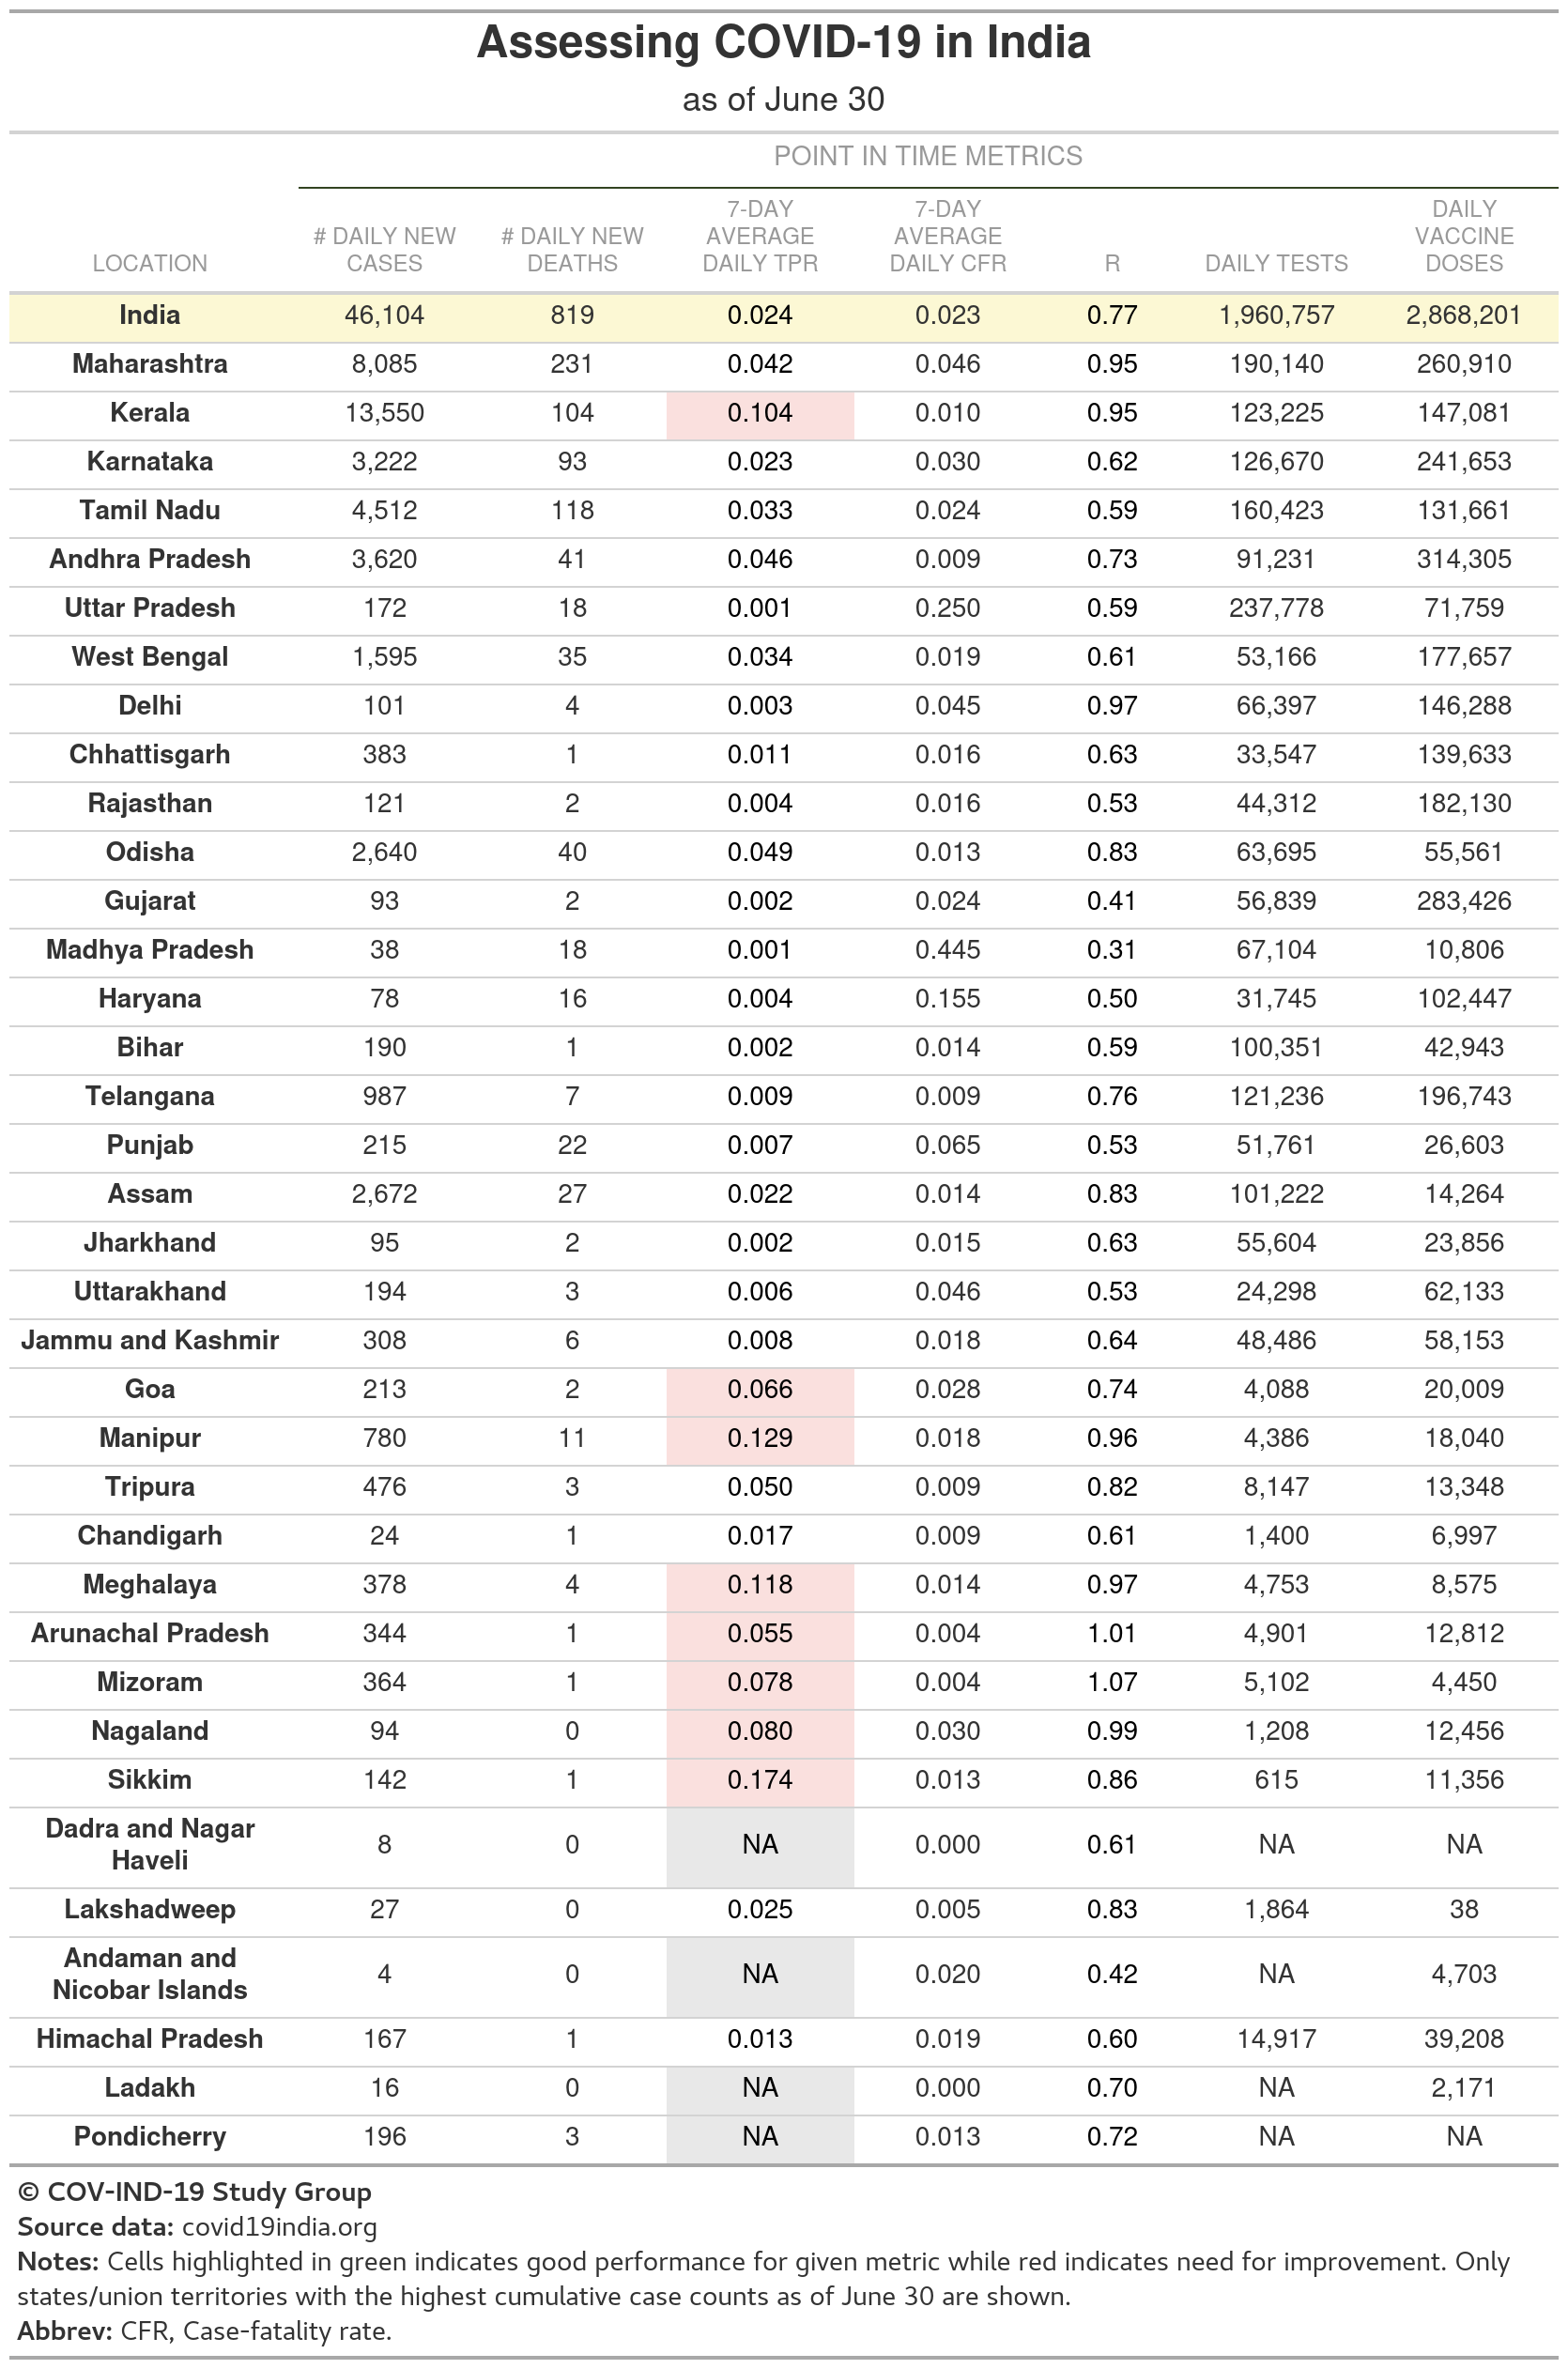 Assessing COVID-19 in India
as of June 30
POINT IN TIME METRICS
LOCATION # DAILY NEW CASES # DAILY NEW DEATHS 7-DAY AVERAGE DAILY TPR 7-DAY AVERAGE DAILY CFR R DAILY TESTS DAILY VACCINE DOSES
India 46,104 819 0.024 0.023 0.77 1,960,757 2,868,201
Maharashtra 8,085 231 0.042 0.046 0.95 190,140 260,910
Kerala 13,550 104 0.104 0.010 0.95 123,225 147,081
Karnataka 3,222 93 0.023 0.030 0.62 126,670 241,653
Tamil Nadu 4,512 118 0.033 0.024 0.59 160,423 131,661
Andhra Pradesh 3,620 41 0.046 0.009 0.73 91,231 314,305
Uttar Pradesh 172 18 0.001 0.250 0.59 237,778 71,759
West Bengal 1,595 35 0.034 0.019 0.61 53,166 177,657
Delhi 101 4 0.003 0.045 0.97 66,397 146,288
Chhattisgarh 383 1 0.011 0.016 0.63 33,547 139,633
Rajasthan 121 2 0.004 0.016 0.53 44,312 182,130
Odisha 2,640 40 0.049 0.013 0.83 63,695 55,561
Gujarat 93 2 0.002 0.024 0.41 56,839 283,426
Madhya Pradesh 38 18 0.001 0.445 0.31 67,104 10,806
Haryana 78 16 0.004 0.155 0.50 31,745 102,447
Bihar 190 1 0.002 0.014 0.59 100,351 42,943
Telangana 987 7 0.009 0.009 0.76 121,236 196,743
Punjab 215 22 0.007 0.065 0.53 51,761 26,603
Assam 2,672 27 0.022 0.014 0.83 101,222 14,264
Jharkhand 95 2 0.002 0.015 0.63 55,604 23,856
Uttarakhand 194 3 0.006 0.046 0.53 24,298 62,133
Jammu and Kashmir 308 6 0.008 0.018 0.64 48,486 58,153
Goa 213 2 0.066 0.028 0.74 4,088 20,009
Manipur 780 11 0.129 0.018 0.96 4,386 18,040
Tripura 476 3 0.050 0.009 0.82 8,147 13,348
Chandigarh 24 1 0.017 0.009 0.61 1,400 6,997
Meghalaya 378 4 0.118 0.014 0.97 4,753 8,575
Arunachal Pradesh 344 1 0.055 0.004 1.01 4,901 12,812
Mizoram 364 1 0.078 0.004 1.07 5,102 4,450
Nagaland 94 0 0.080 0.030 0.99 1,208 12,456
Sikkim 142 1 0.174 0.013 0.86 615 11,356
Dadra and Nagar Haveli 8 0 NA 0.000 0.61 NA NA
Lakshadweep 27 0 0.025 0.005 0.83 1,864 38
Andaman and Nicobar Islands 4 0 NA 0.020 0.42 NA 4,703
Himachal Pradesh 167 1 0.013 0.019 0.60 14,917 39,208
Ladakh 16 0 NA 0.000 0.70 NA 2,171
Pondicherry 196 3 NA 0.013 0.72 NA NA
© COV-IND-19 Study Group
Source data: covid19india.org
Notes: Cells highlighted in green indicates good performance for given metric while red indicates need for improvement. Only
states/union territories with the highest cumulative case counts as of June 30 are shown.
Abbrev: CFR, Case-fatality rate.